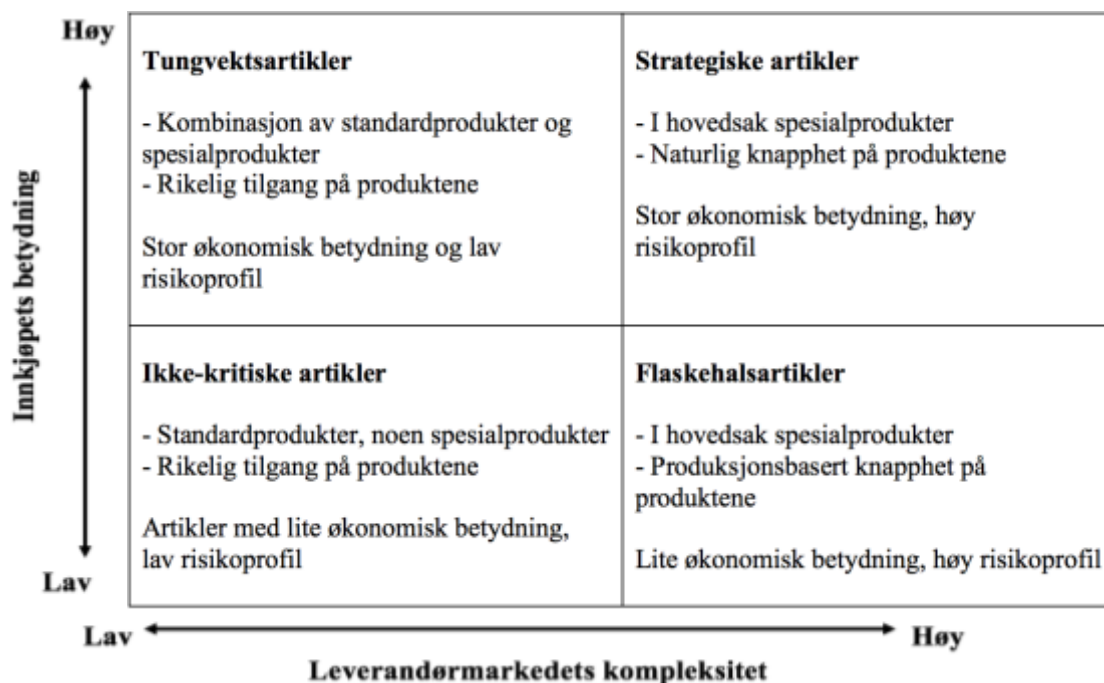 Høy
Tungvektsartikler
- Kombinasjon av standardprodukter og
spesialprodukter
- Rikelig tilgang på produktene
Stor økonomisk betydning og lav
risikoprofil
Strategiske artikler
- I hovedsak spesialprodukter
- Naturlig knapphet på produktene
Stor økonomisk betydning, høy
risikoprofil
Innkjøpets betydning
Ikke-kritiske artikler
- Standardprodukter, noen spesialprodukter
- Rikelig tilgang på produktene
Artikler med lite økonomisk betydning,
lav risikoprofil
Flaskehalsartikler
- I hovedsak spesialprodukter
- Produksjonsbasert knapphet på
produktene
Lite økonomisk betydning, høy risikoprofil
Lav
Lav
Høy
Leverandørmarkedets kompleksitet